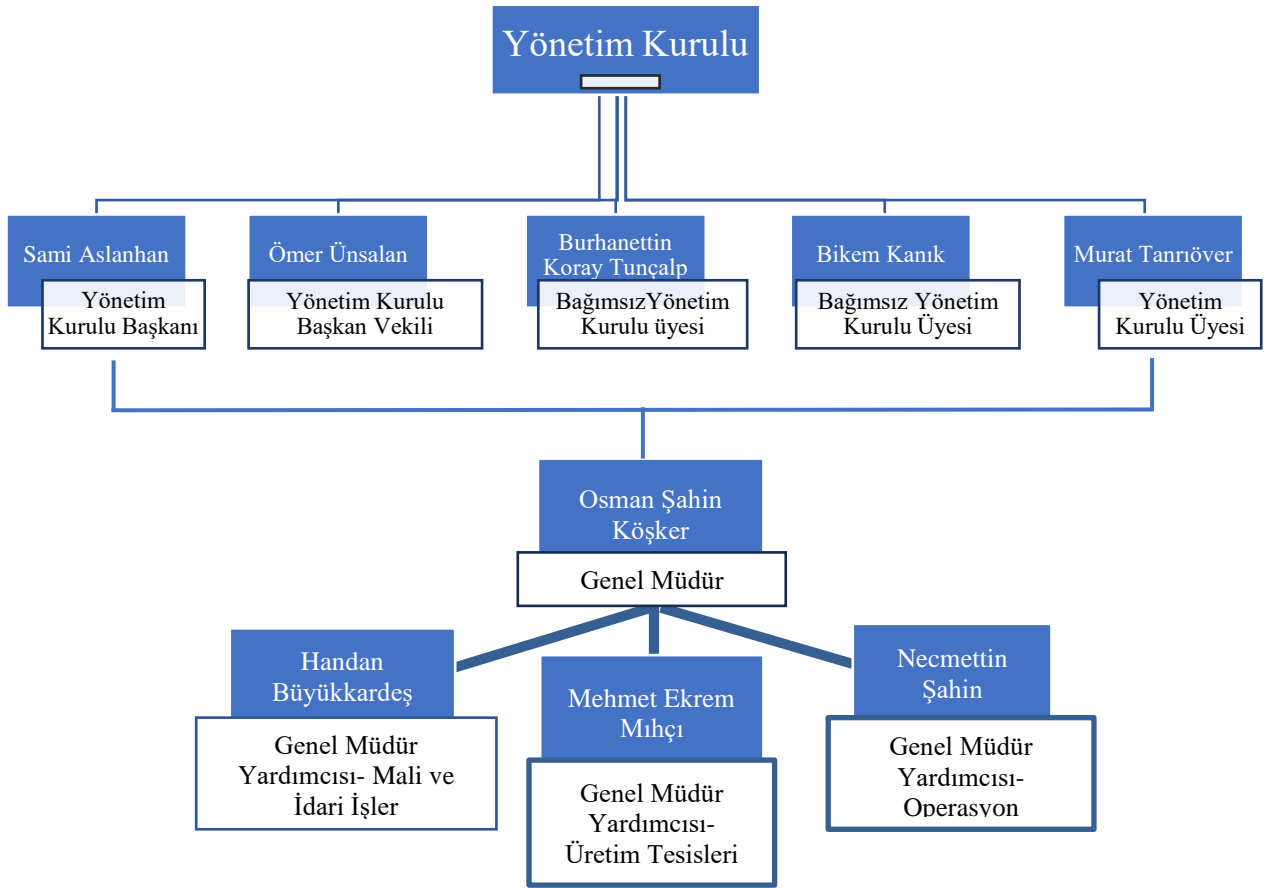 Yönetim Kurulu
Sami Aslanhan
Yönetim
Kurulu Başkanı
Ömer Ünsalan
Yönetim Kurulu
Başkan Vekili
Burhanettin
Koray Tunçalp
BağımsızYönetim
Kurulu üyesi
Bikem Kanık
Bağımsız Yönetim
Kurulu Üyesi
Murat Tanrıöver
Yönetim
Kurulu Üyesi
Osman Şahin
Köşker
Genel Müdür
Handan
Büyükkardeş
Genel Müdür
Yardımcısı- Mali ve
İdari İşler
Mehmet Ekrem
Mıhçı
Genel Müdür
Yardımcısı-
Üretim Tesisleri
Necmettin
Şahin
Genel Müdür
Yardımcısı-
Operasyon